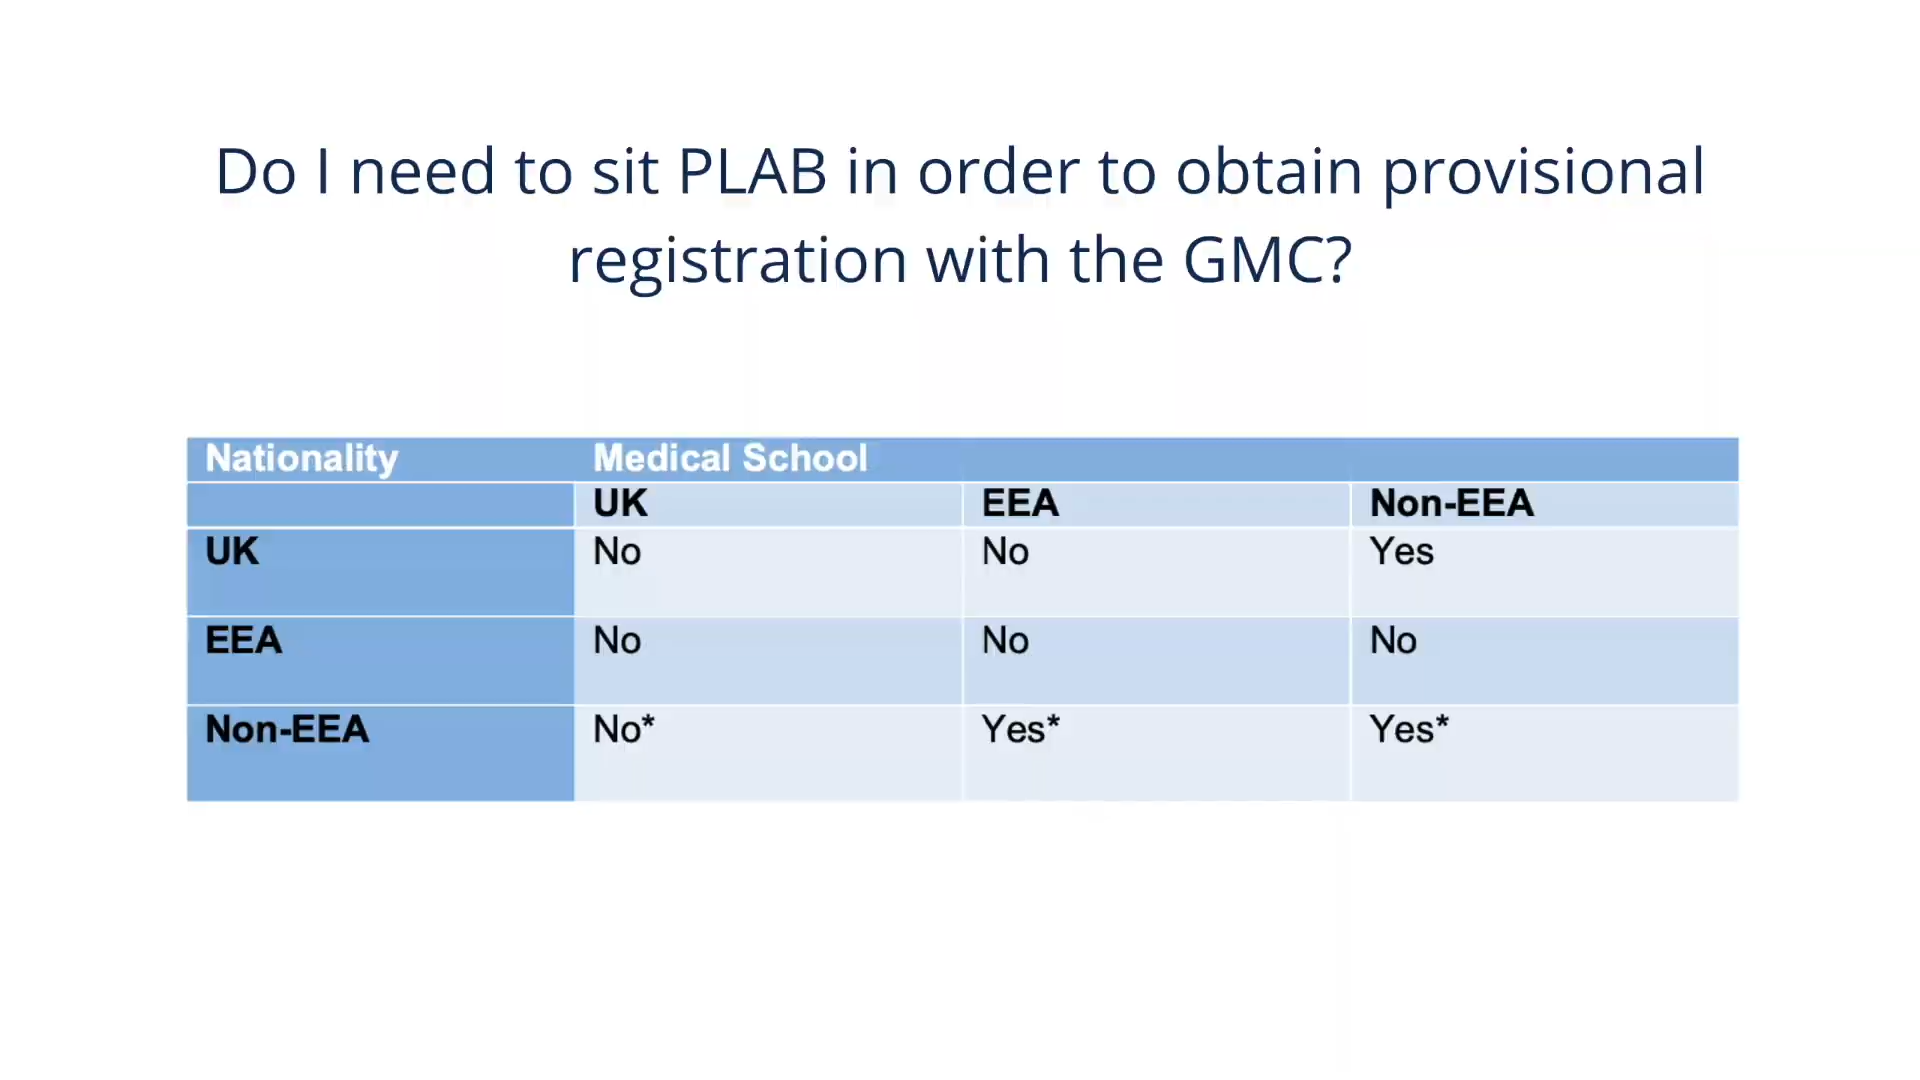 Do I need to sit PLAB in order to obtain provisional
registration with the GMC?
Nationality Medical School
UK EEA Non-EEA
UK No No Yes
EEA No No No
Non-EEA No* Yes* Yes*